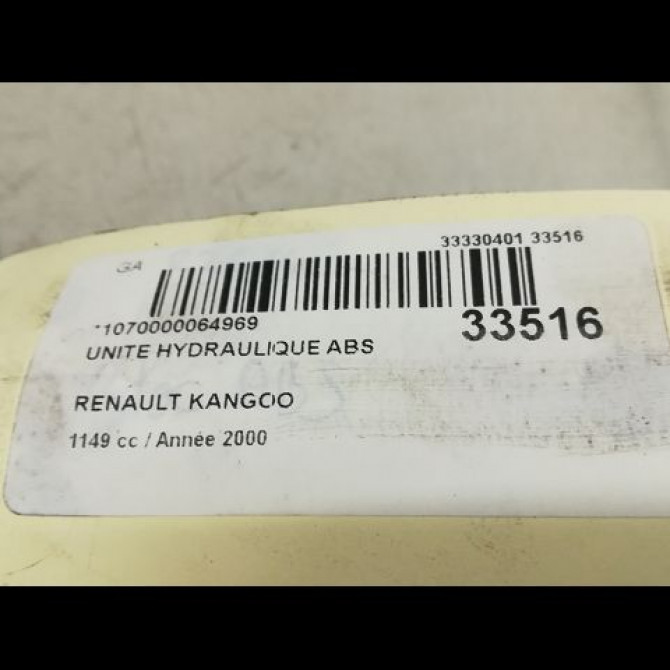 33330401 33516
GA
*1070000064969
33516
UNITE HYDRAULIQUE ABS
RENAULT KANGOO
1149 cc / Année 2000